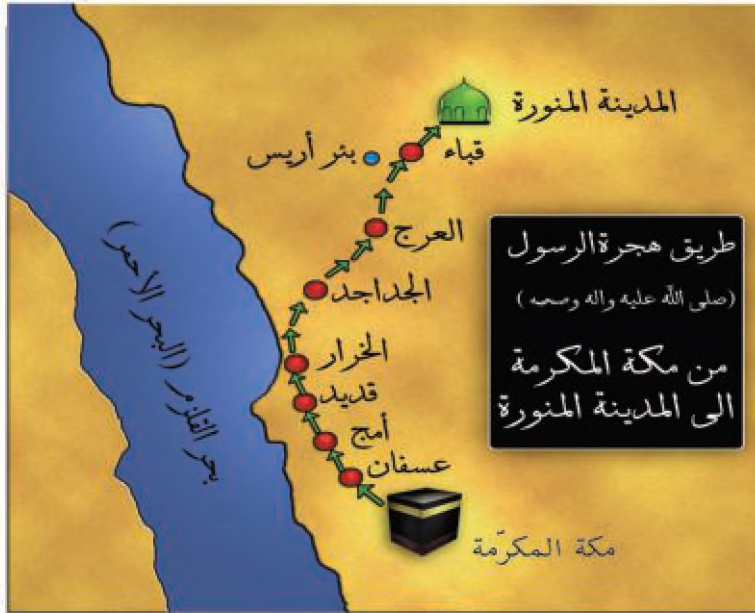 المدينة المنورة
قباء
بئر أريس
العرج
الجداجد
الخرار
قديد
أمج
عسفان
مكة المكرّمة
بحر القلزم (البحر الأحمر)
طريق هجرة الرسول
(صلى الله عليه واله وصحبه)
من مكة المكرمة
الى المدينة المنورة